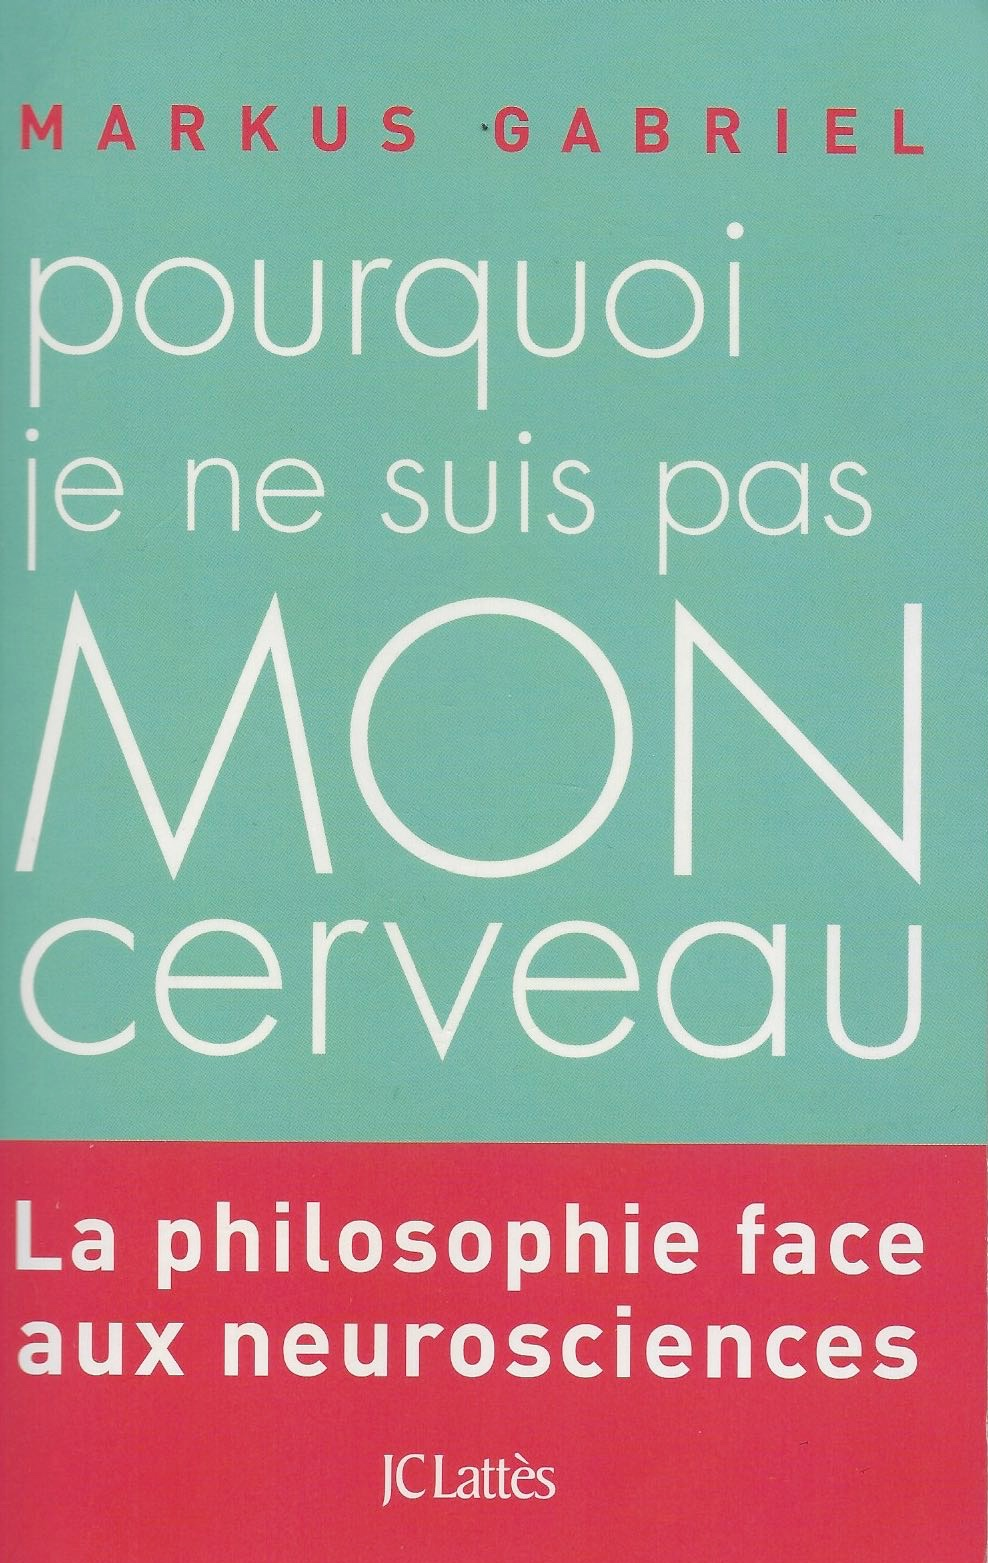 MARKUS GABRIEL
pourquoi
je ne suis pas
MON
cerveau
La philosophie face
aux neurosciences
JC Lattès